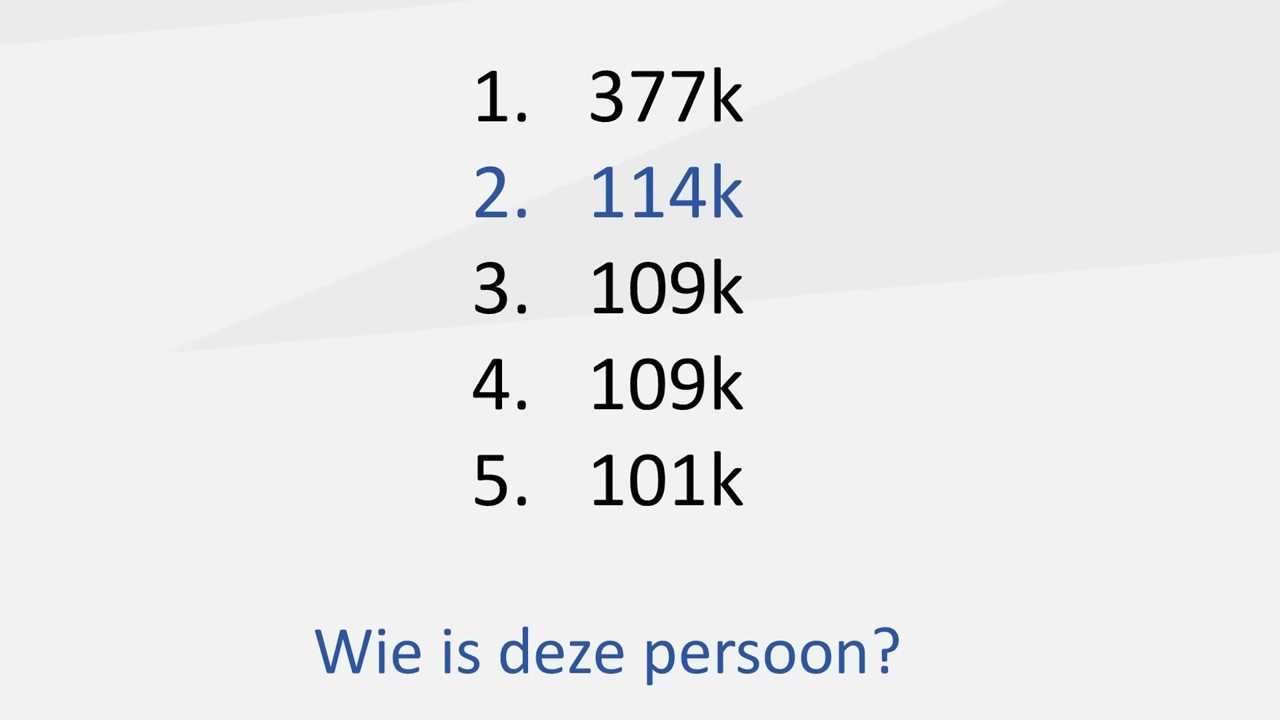 1. 377k
2. 114k
3. 109k
4. 109k
5. 101k
Wie is deze persoon?